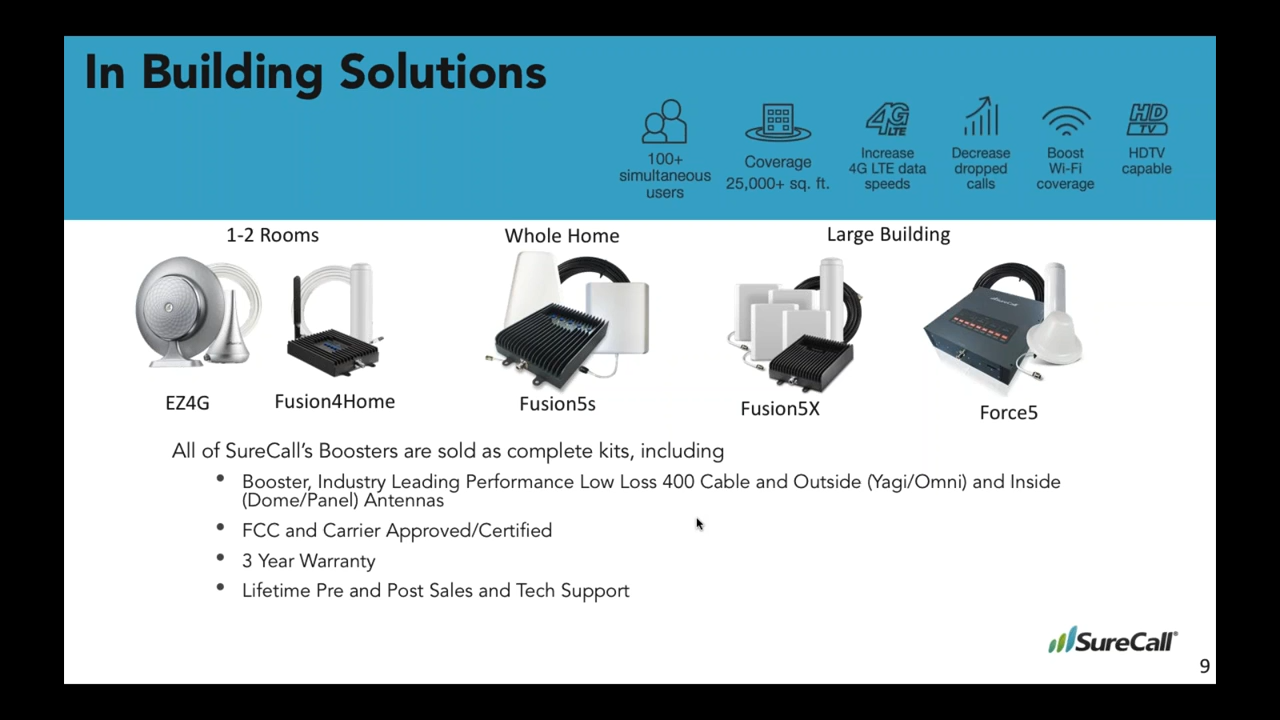 In Building Solutions
100+
simultaneous
users
Coverage
25,000+ sq. ft.
4G
LTE
Increase
4G LTE data
speeds
Decrease
dropped
calls
Boost
Wi-Fi
coverage
HD
TV
HDTV
capable
1-2 Rooms
Whole Home
Large Building
EZ4G
Fusion4Home
Fusion5s
Fusion5X
SureCall
Force5
All of SureCall's Boosters are sold as complete kits, including
• Booster, Industry Leading Performance Low Loss 400 Cable and Outside (Yagi/Omni) and Inside
(Dome/Panel) Antennas
• FCC and Carrier Approved/Certified
• 3 Year Warranty
• Lifetime Pre and Post Sales and Tech Support
SureCall®
9